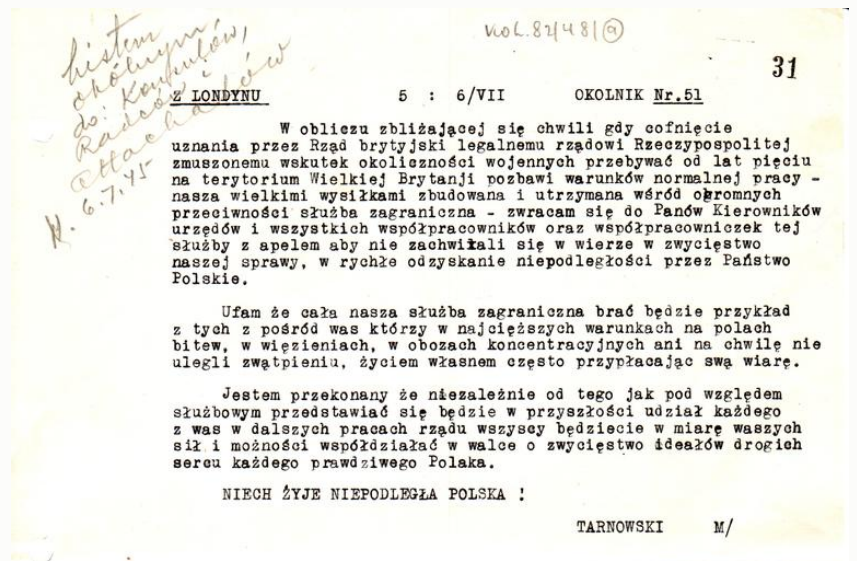 KOL. 82/48/a
31
Listem
okólnym
do: Konsulów,
Radców i
Attachatów
6.7.45
Z LONDYNU 5 : 6/VII OKOLNIK Nr.51
W obliczu zbliżającej się chwili gdy cofnięcie
uznania przez Rząd brytyjski legalnemu rządowi Rzeczypospolitej
zmuszonemu wskutek okoliczności wojennych przebywać od lat pięciu
na terytorium Wielkiej Brytanji pozbawi warunków normalnej pracy -
nasza wielkimi wysiłkami zbudowana i utrzymana wśród ogromnych
przeciwności służba zagraniczna - zwracam się do Panów Kierowników
urzędów i wszystkich współpracowników oraz współpracowniczek tej
służby z apelem aby nie zachwiali się w wierze w zwycięstwo
naszej sprawy, w rychłe odzyskanie niepodległości przez Państwo
Polskie.
Ufam że cała nasza służba zagraniczna brać będzie przykład
z tych z pośród was którzy w najcięższych warunkach na polach
bitew, w więzieniach, w obozach koncentracyjnych ani na chwilę nie
ulegli zwątpieniu, życiem własnem często przypłacając swą wiarę.
Jestem przekonany że niezależnie od tego jak pod względem
służbowym przedstawiać się będzie w przyszłości udział każdego
z was w dalszych pracach rządu wszyscy będziecie w miarę waszych
sił i możności współdziałać w walce o zwycięstwo ideałów drogich
sercu każdego prawdziwego Polaka.
NIECH ŻYJE NIEPODLEGŁA POLSKA !
TARNOWSKI M/